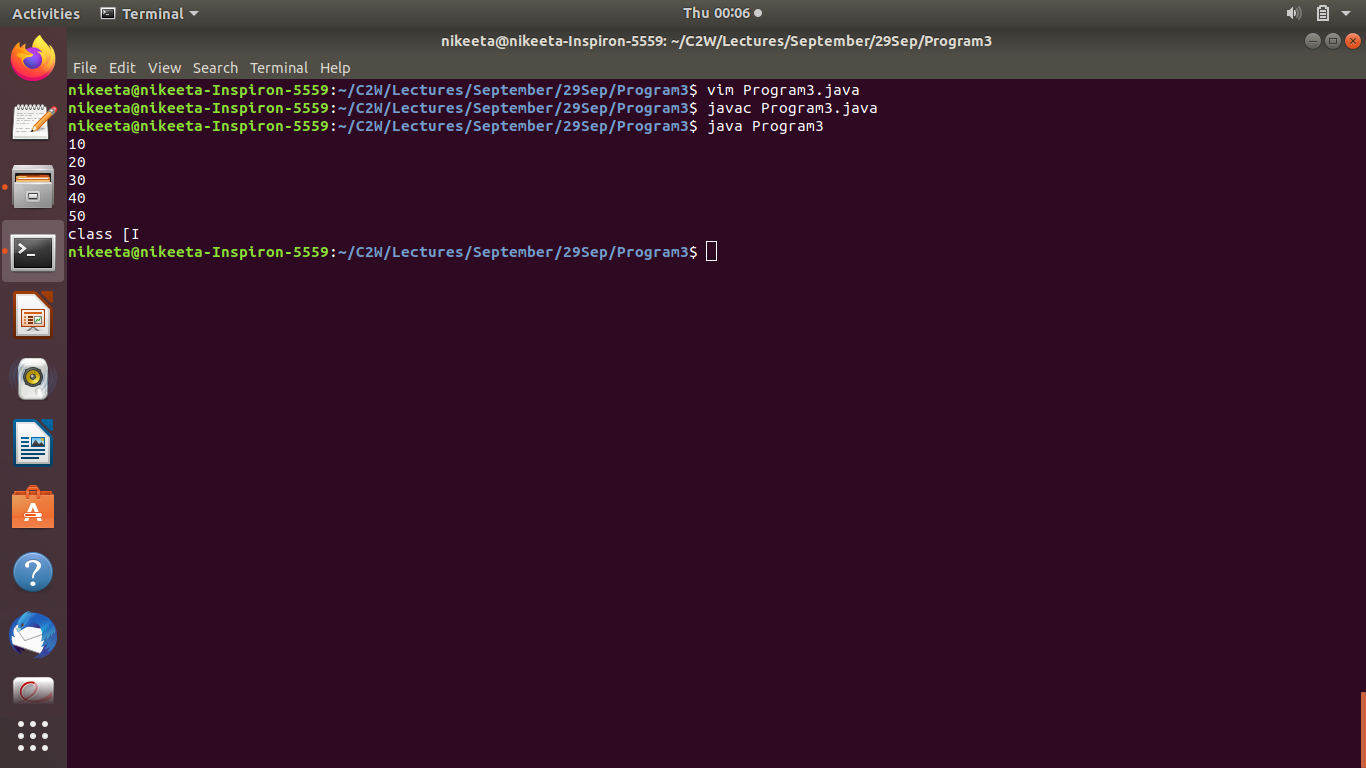 Activities Terminal Thu 00:06
nikeeta@nikeeta-Inspiron-5559: ~/C2W/Lectures/September/29Sep/Program3
File Edit View Search Terminal Help
nikeeta@nikeeta-Inspiron-5559:~/C2W/Lectures/September/29Sep/Program3$ vim Program3.java
nikeeta@nikeeta-Inspiron-5559:~/C2W/Lectures/September/29Sep/Program3$ javac Program3.java
nikeeta@nikeeta-Inspiron-5559:~/C2W/Lectures/September/29Sep/Program3$ java Program3
10
20
30
40
50
class [I
nikeeta@nikeeta-Inspiron-5559:~/C2W/Lectures/September/29Sep/Program3$